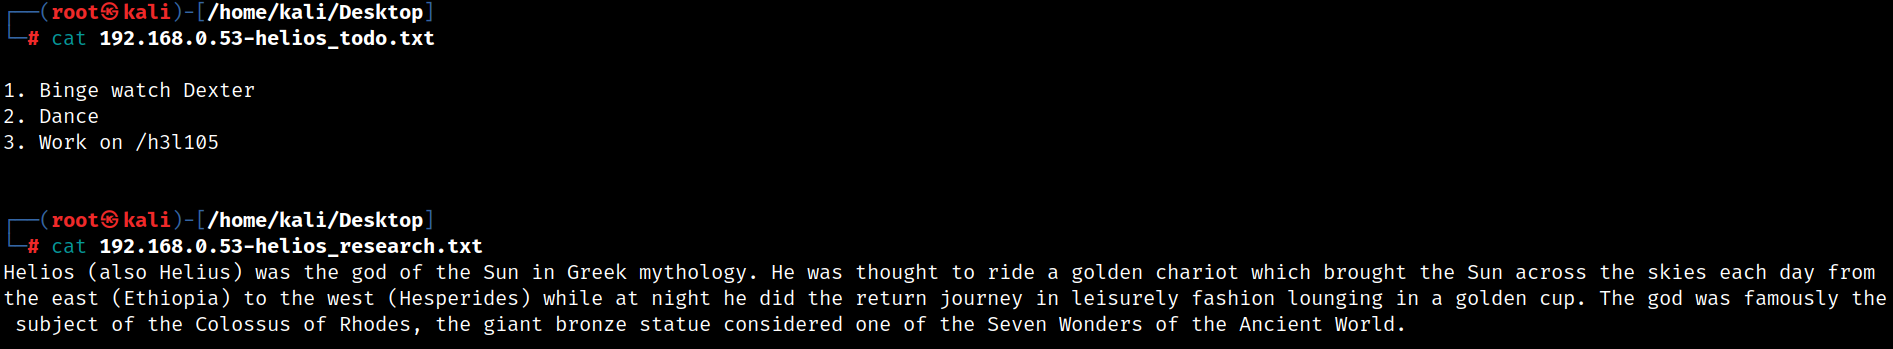 ┌──(root㉿kali)-[/home/kali/Desktop]
└─# cat 192.168.0.53-helios_todo.txt
1. Binge watch Dexter
2. Dance
3. Work on /h3l105
┌──(root㉿kali)-[/home/kali/Desktop]
└─# cat 192.168.0.53-helios_research.txt
Helios (also Helius) was the god of the Sun in Greek mythology. He was thought to ride a golden chariot which brought the Sun across the skies each day from
the east (Ethiopia) to the west (Hesperides) while at night he did the return journey in leisurely fashion lounging in a golden cup. The god was famously the
subject of the Colossus of Rhodes, the giant bronze statue considered one of the Seven Wonders of the Ancient World.